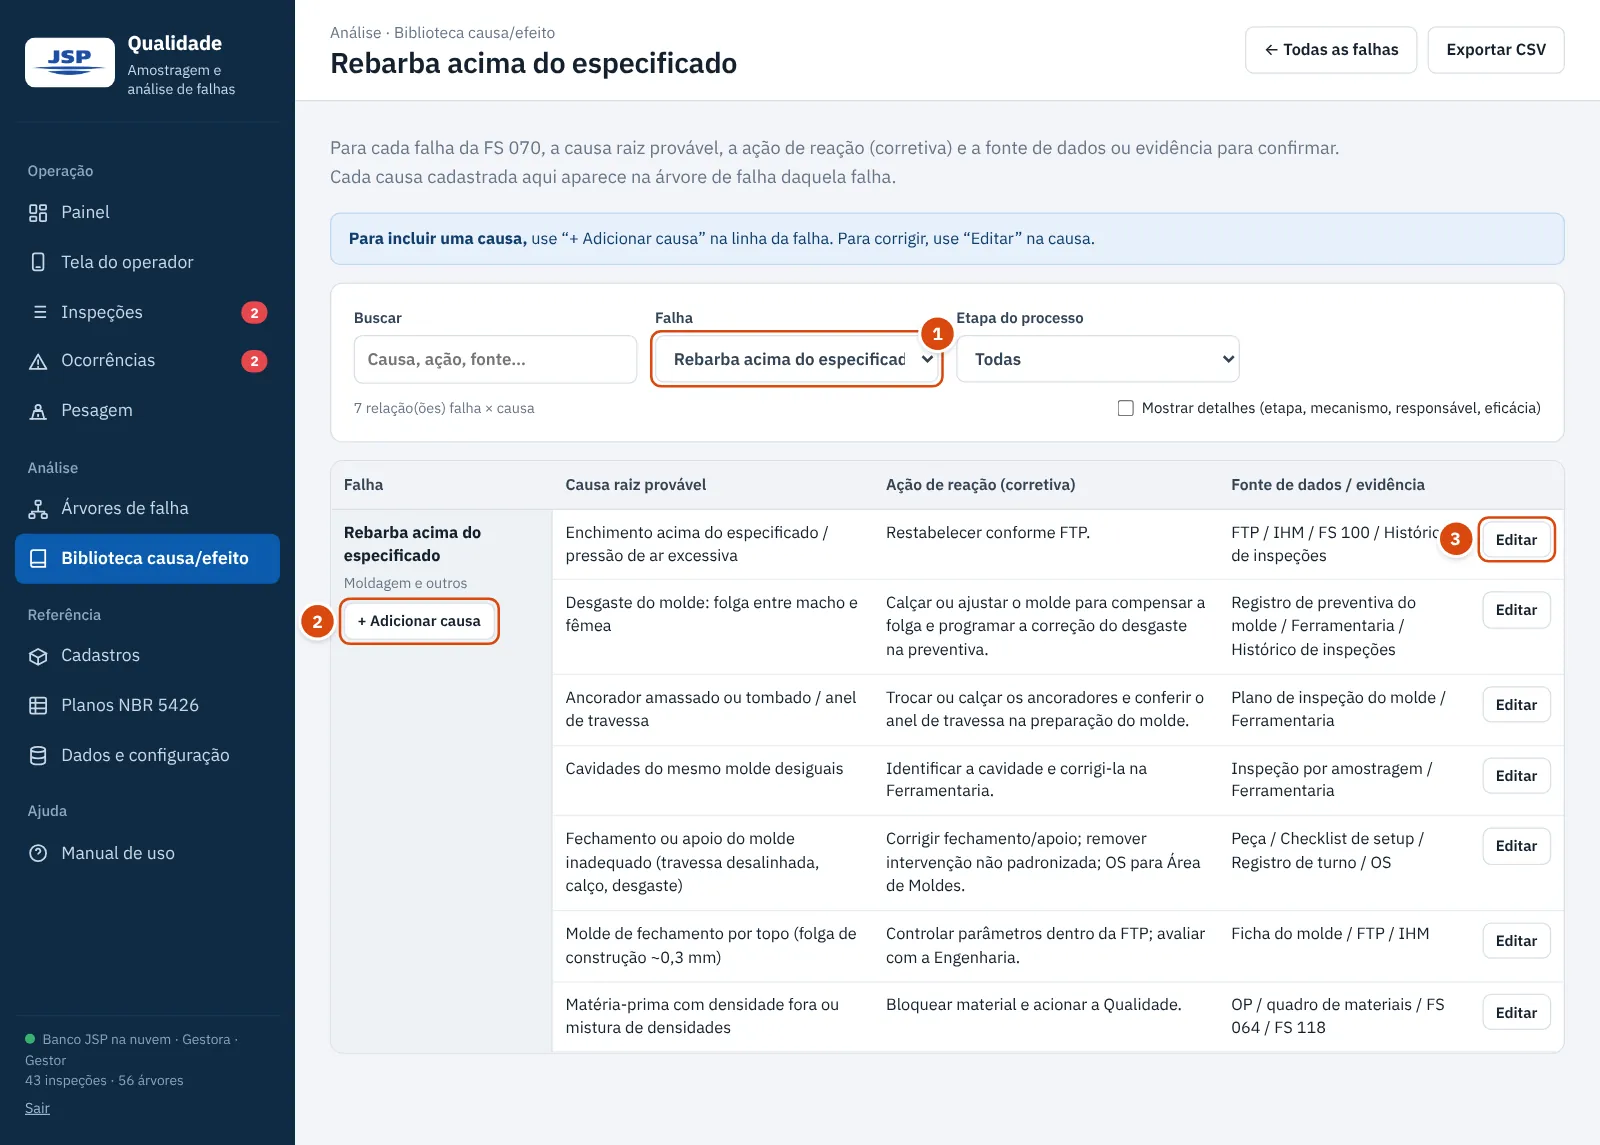 JSP
Qualidade
Amostragem e
análise de falhas
Operação
Painel
Tela do operador
Inspeções 2
Ocorrências 2
Pesagem
Análise
Árvores de falha
Biblioteca causa/efeito
Referência
Cadastros
Planos NBR 5426
Dados e configuração
Ajuda
Manual de uso
Banco JSP na nuvem · Gestora ·
Gestor
43 inspeções · 56 árvores
Sair
Análise · Biblioteca causa/efeito
Rebarba acima do especificado
← Todas as falhas
Exportar CSV
Para cada falha da FS 070, a causa raiz provável, a ação de reação (corretiva) e a fonte de dados ou evidência para confirmar.
Cada causa cadastrada aqui aparece na árvore de falha daquela falha.
Para incluir uma causa, use “+ Adicionar causa” na linha da falha. Para corrigir, use “Editar” na causa.
Buscar
Causa, ação, fonte...
Falha
Rebarba acima do especificad
1
Etapa do processo
Todas
7 relação(ões) falha × causa
Mostrar detalhes (etapa, mecanismo, responsável, eficácia)
Falha
Causa raiz provável
Ação de reação (corretiva)
Fonte de dados / evidência
Rebarba acima do
especificado
Moldagem e outros
2
+ Adicionar causa
Enchimento acima do especificado /
pressão de ar excessiva
Restabelecer conforme FTP.
FTP / IHM / FS 100 / Históric
de inspeções
3
Editar
Desgaste do molde: folga entre macho e
fêmea
Calçar ou ajustar o molde para compensar a
folga e programar a correção do desgaste
na preventiva.
Registro de preventiva do
molde / Ferramentaria /
Histórico de inspeções
Editar
Ancorador amassado ou tombado / anel
de travessa
Trocar ou calçar os ancoradores e conferir o
anel de travessa na preparação do molde.
Plano de inspeção do molde /
Ferramentaria
Editar
Cavidades do mesmo molde desiguais
Identificar a cavidade e corrigi-la na
Ferramentaria.
Inspeção por amostragem /
Ferramentaria
Editar
Fechamento ou apoio do molde
inadequado (travessa desalinhada,
calço, desgaste)
Corrigir fechamento/apoio; remover
intervenção não padronizada; OS para Área
de Moldes.
Peça / Checklist de setup /
Registro de turno / OS
Editar
Molde de fechamento por topo (folga de
construção ~0,3 mm)
Controlar parâmetros dentro da FTP; avaliar
com a Engenharia.
Ficha do molde / FTP / IHM
Editar
Matéria-prima com densidade fora ou
mistura de densidades
Bloquear material e acionar a Qualidade.
OP / quadro de materiais / FS
064 / FS 118
Editar